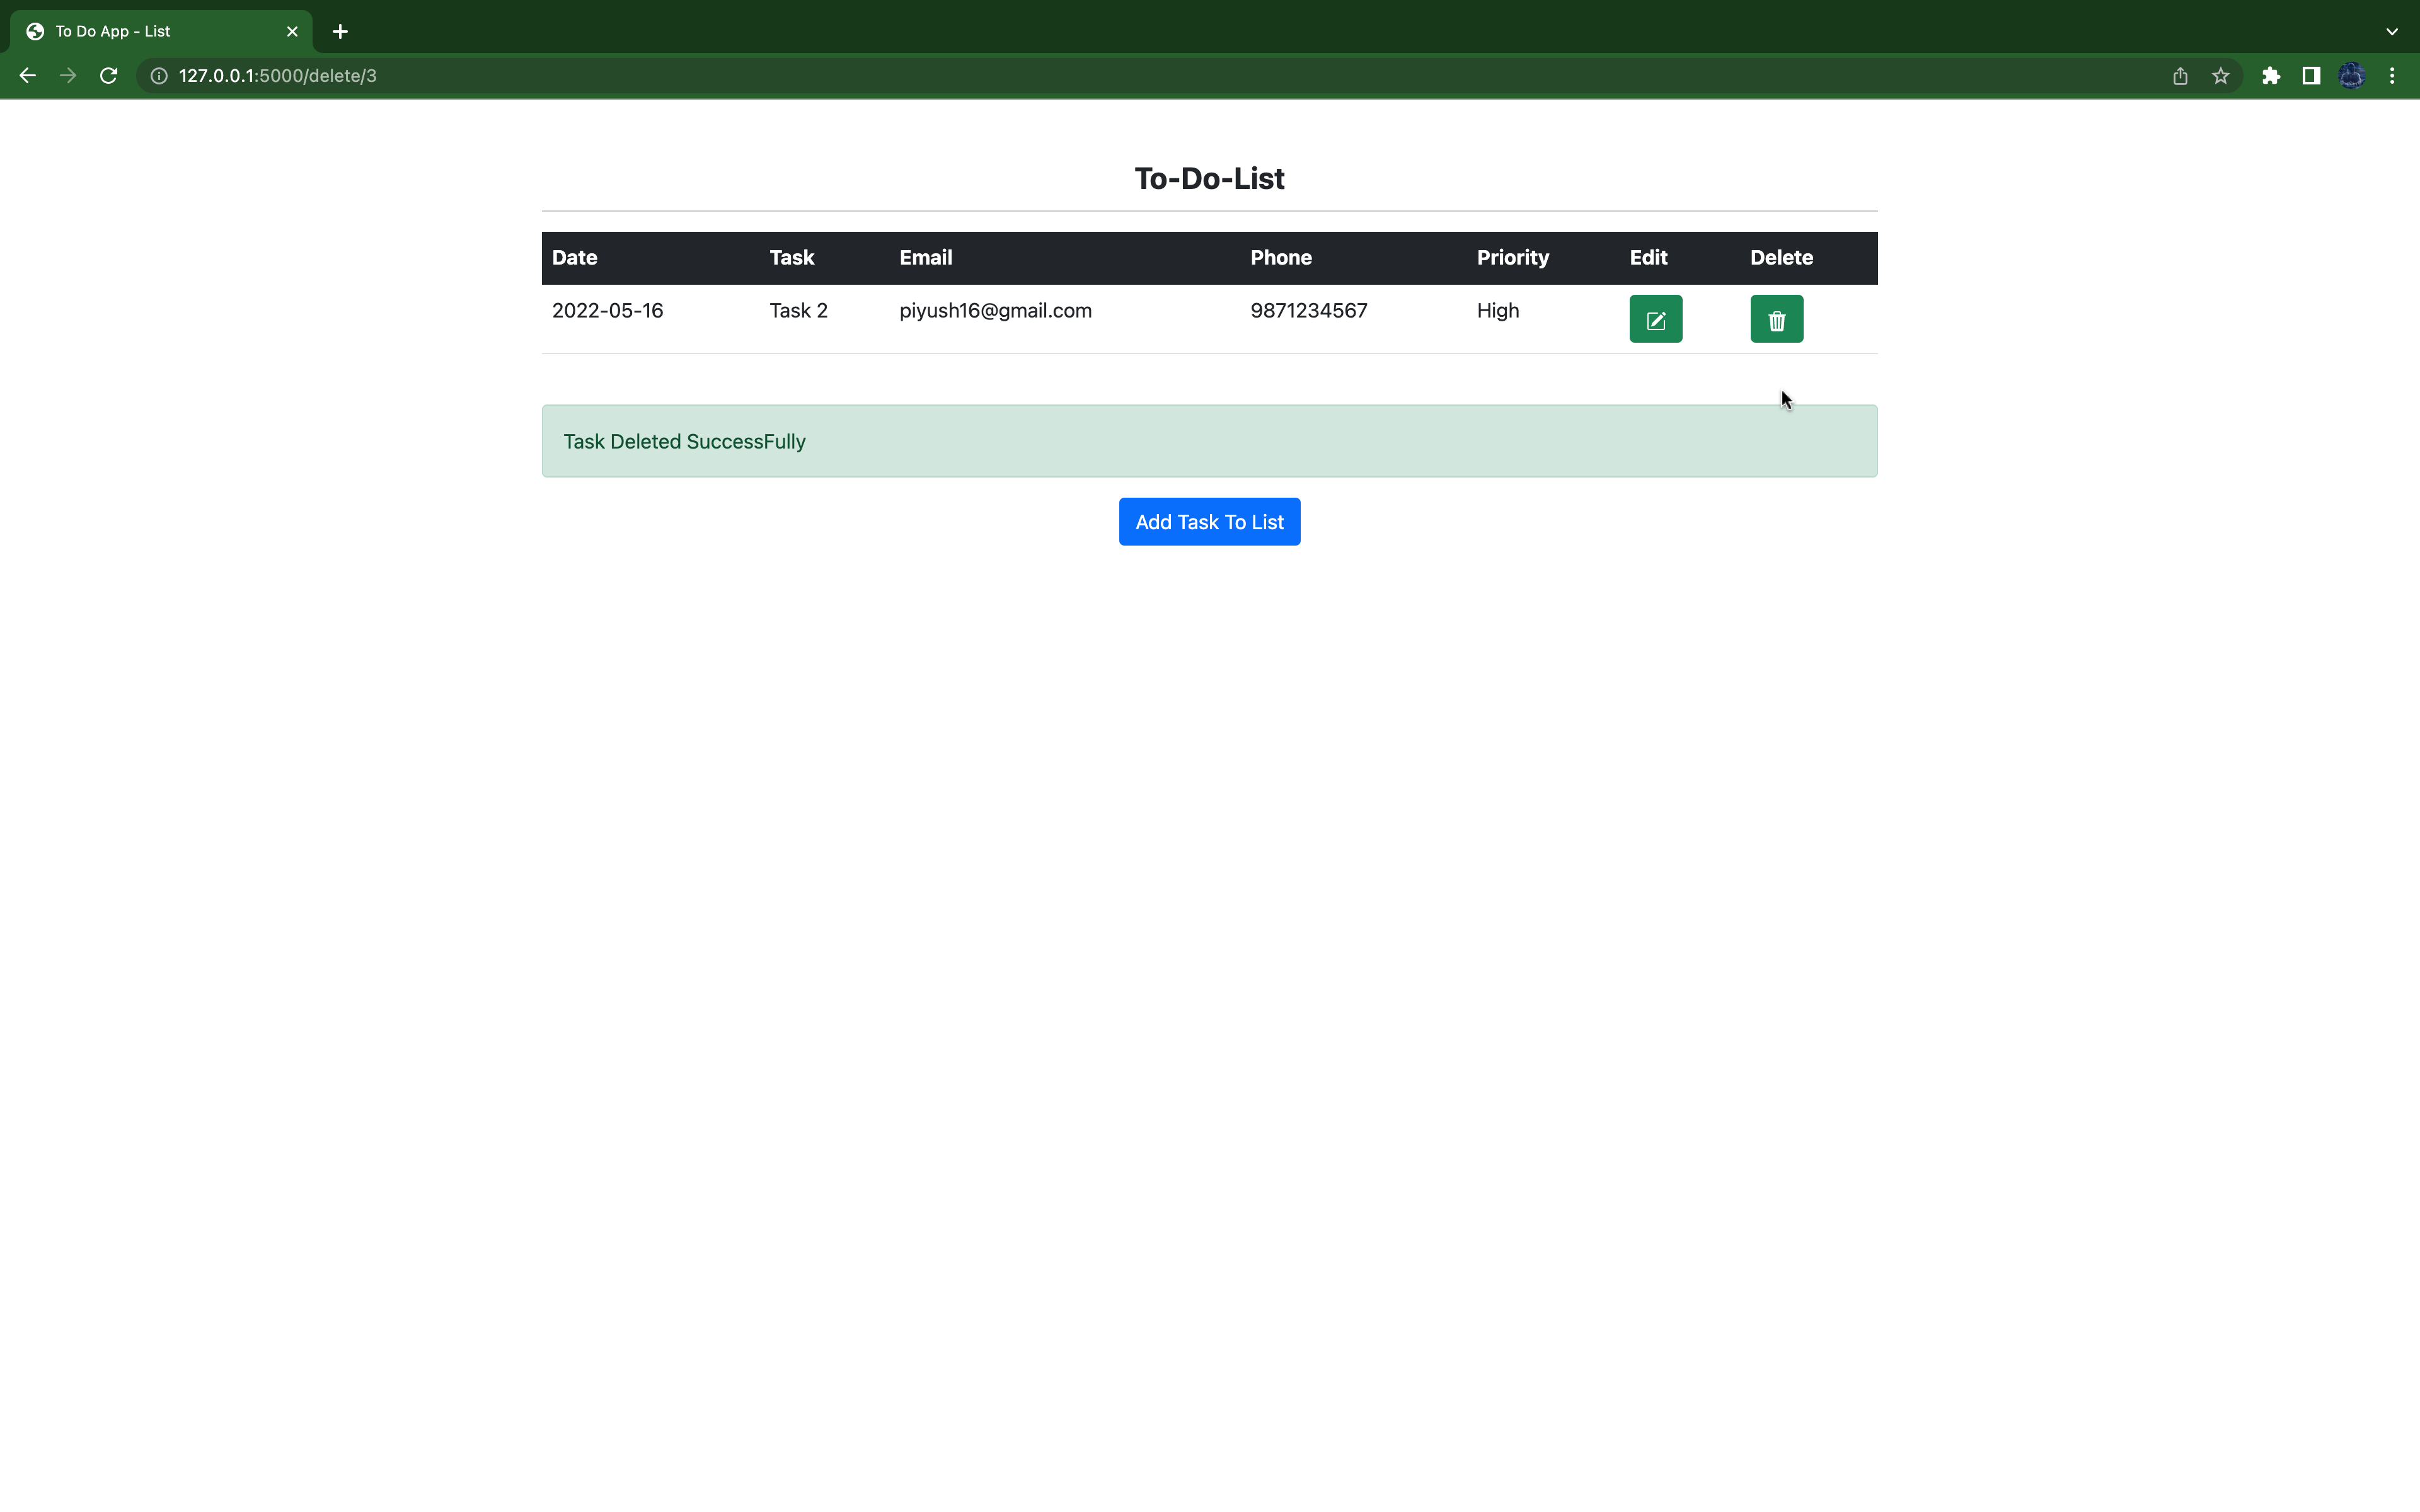 To Do App - List
127.0.0.1:5000/delete/3
To-Do-List
Date Task Email Phone Priority Edit Delete
2022-05-16 Task 2 piyush16@gmail.com 9871234567 High
Task Deleted SuccessFully
Add Task To List